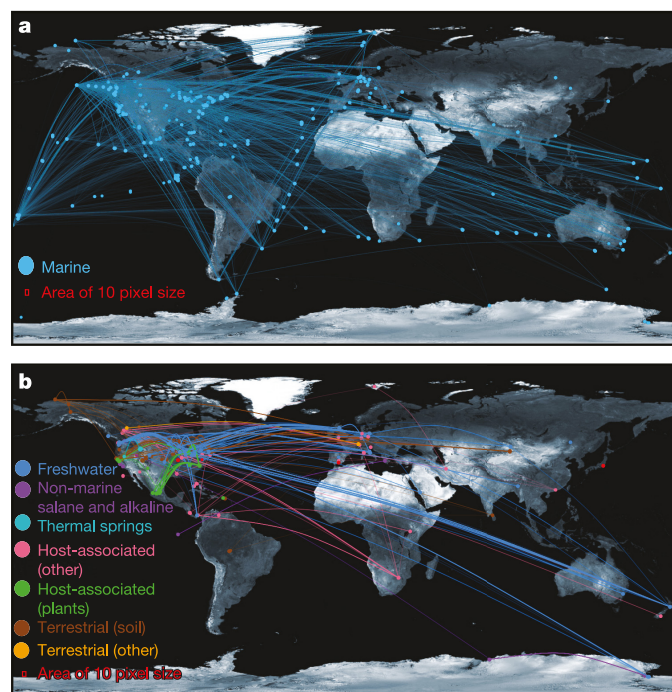 a
Marine
Area of 10 pixel size
b
Freshwater
Non-marine
salane and alkaline
Thermal springs
Host-associated
(other)
Host-associated
(plants)
Terrestrial (soil)
Terrestrial (other)
Area of 10 pixel size